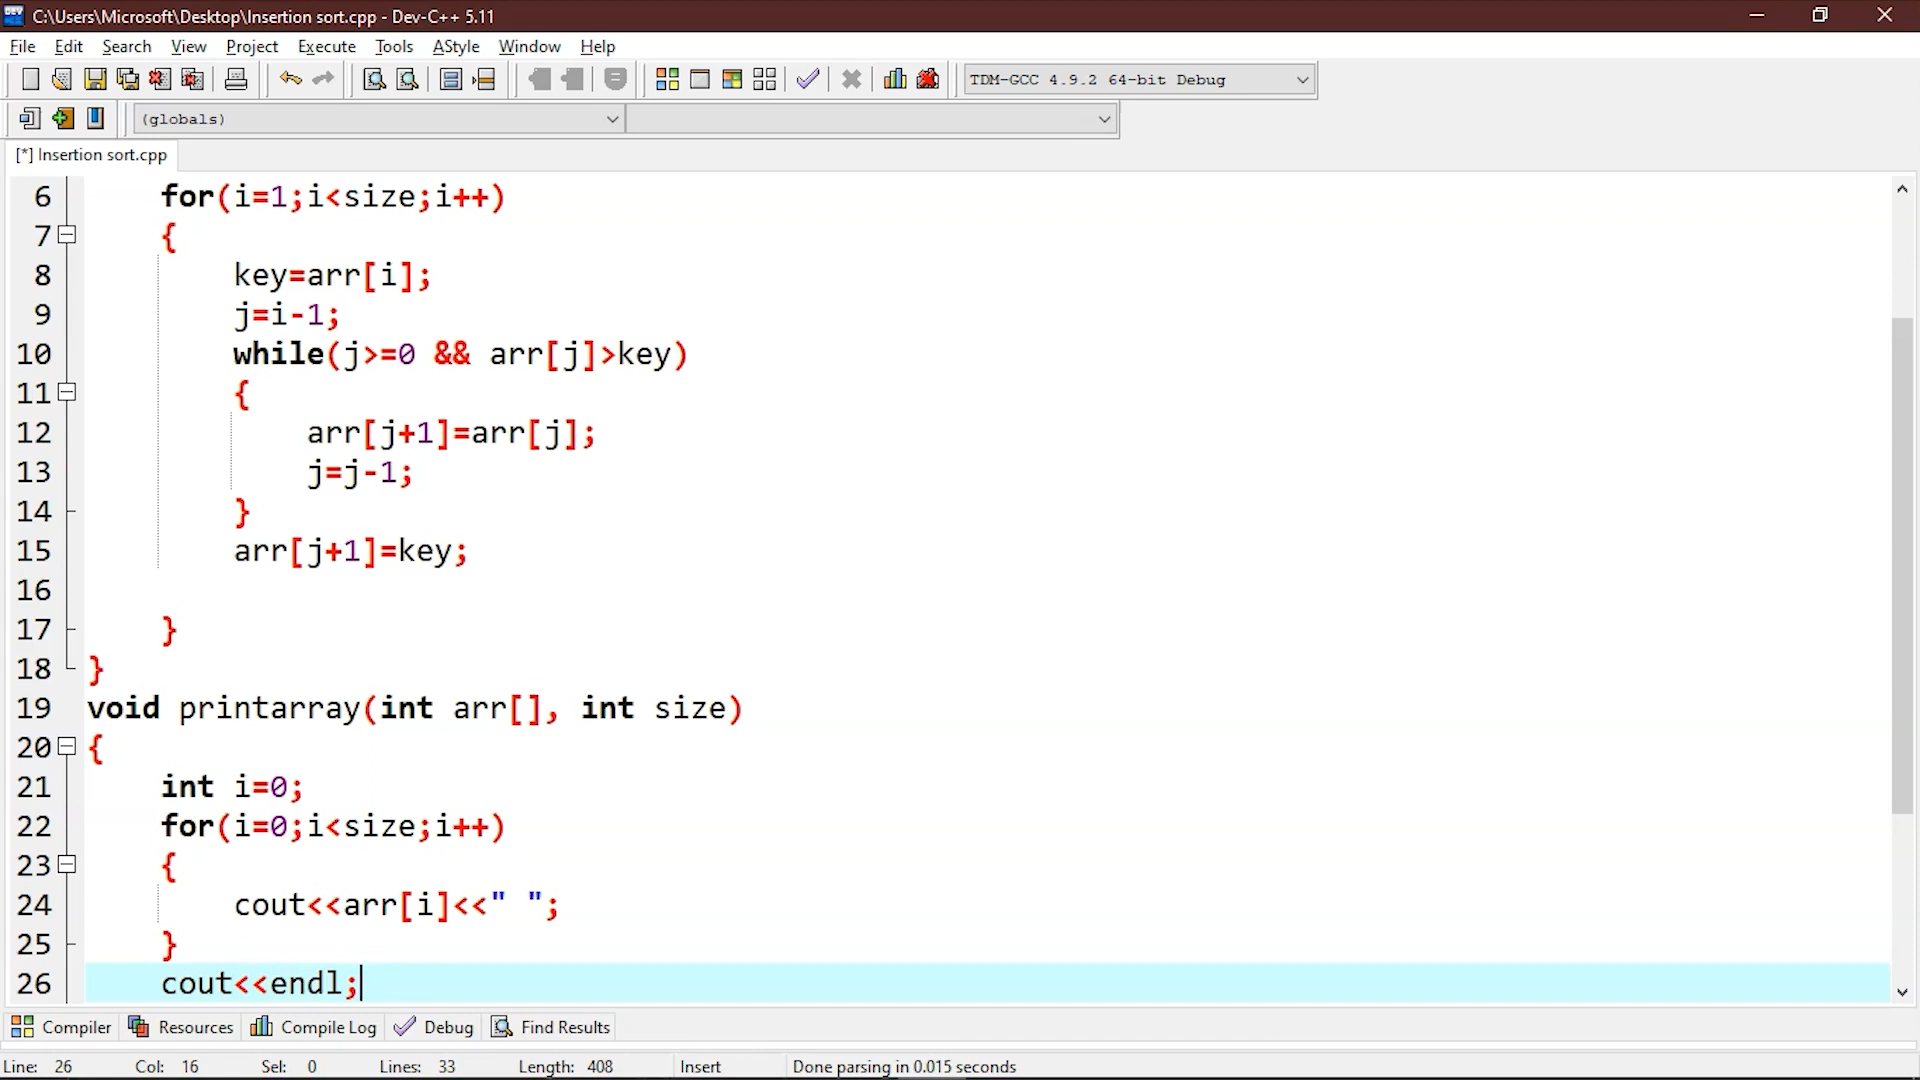 C:\Users\Microsoft\Desktop\Insertion sort.cpp - Dev-C++ 5.11
File Edit Search View Project Execute Tools AStyle Window Help
TDM-GCC 4.9.2 64-bit Debug
(globals)
[*] Insertion sort.cpp
6 for(i=1;i<size;i++)
7 {
8 key=arr[i];
9 j=i-1;
10 while(j>=0 && arr[j]>key)
11 {
12 arr[j+1]=arr[j];
13 j=j-1;
14 }
15 arr[j+1]=key;
16
17 }
18 }
19 void printarray(int arr[], int size)
20 {
21 int i=0;
22 for(i=0;i<size;i++)
23 {
24 cout<<arr[i]<<" ";
25 }
26 cout<<endl;
Compiler Resources Compile Log Debug Find Results
Line: 26 Col: 16 Sel: 0 Lines: 33 Length: 408 Insert Done parsing in 0.015 seconds